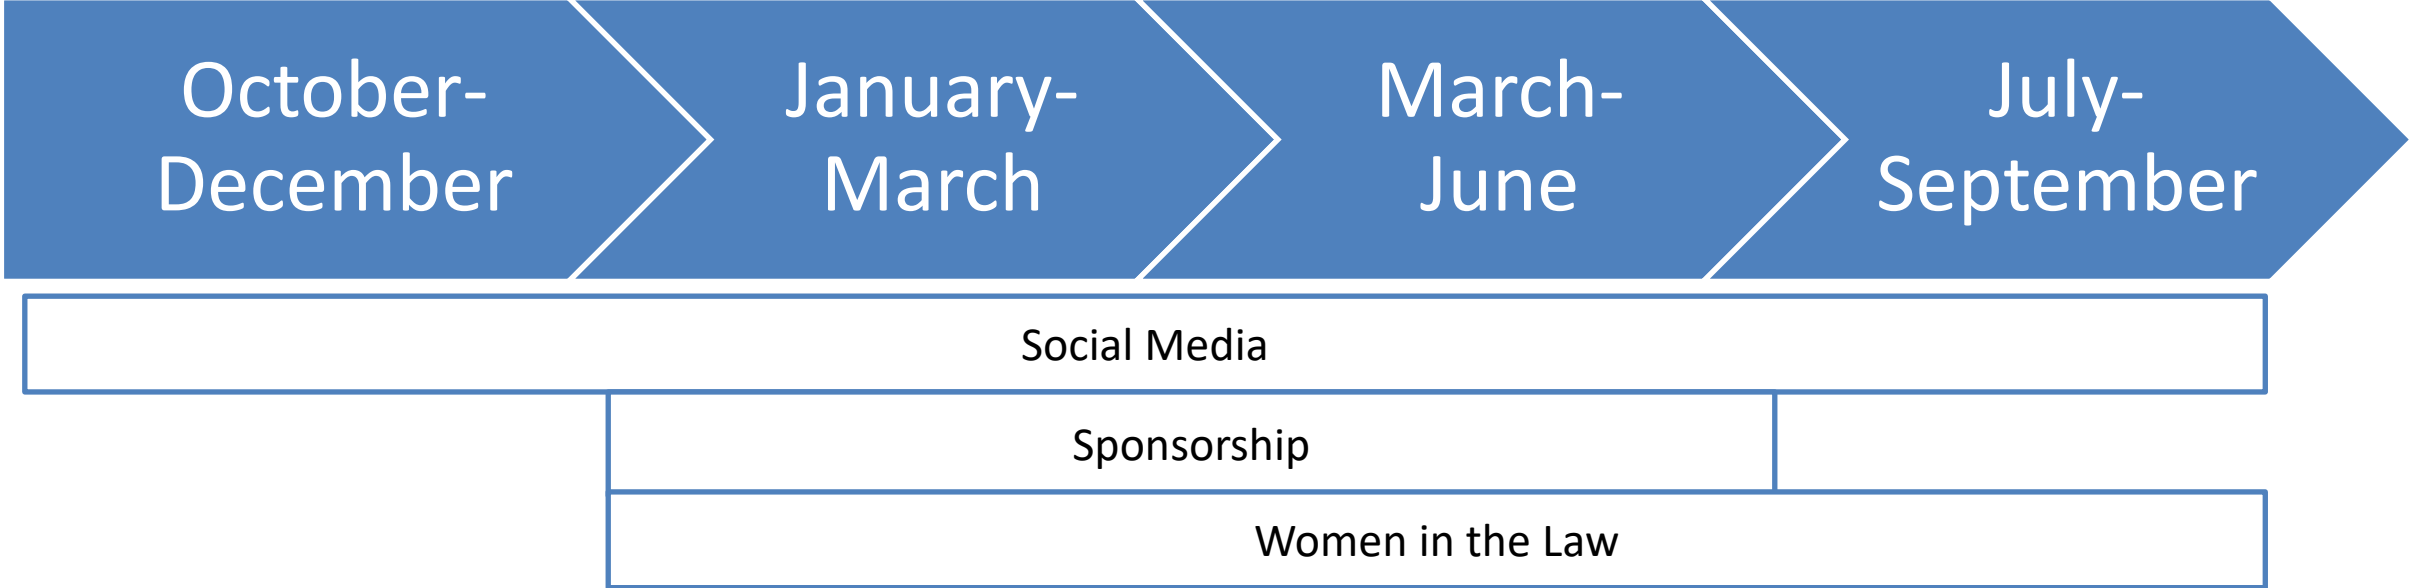 October-
December
January-
March
March-
June
July-
September
Social Media
Sponsorship
Women in the Law